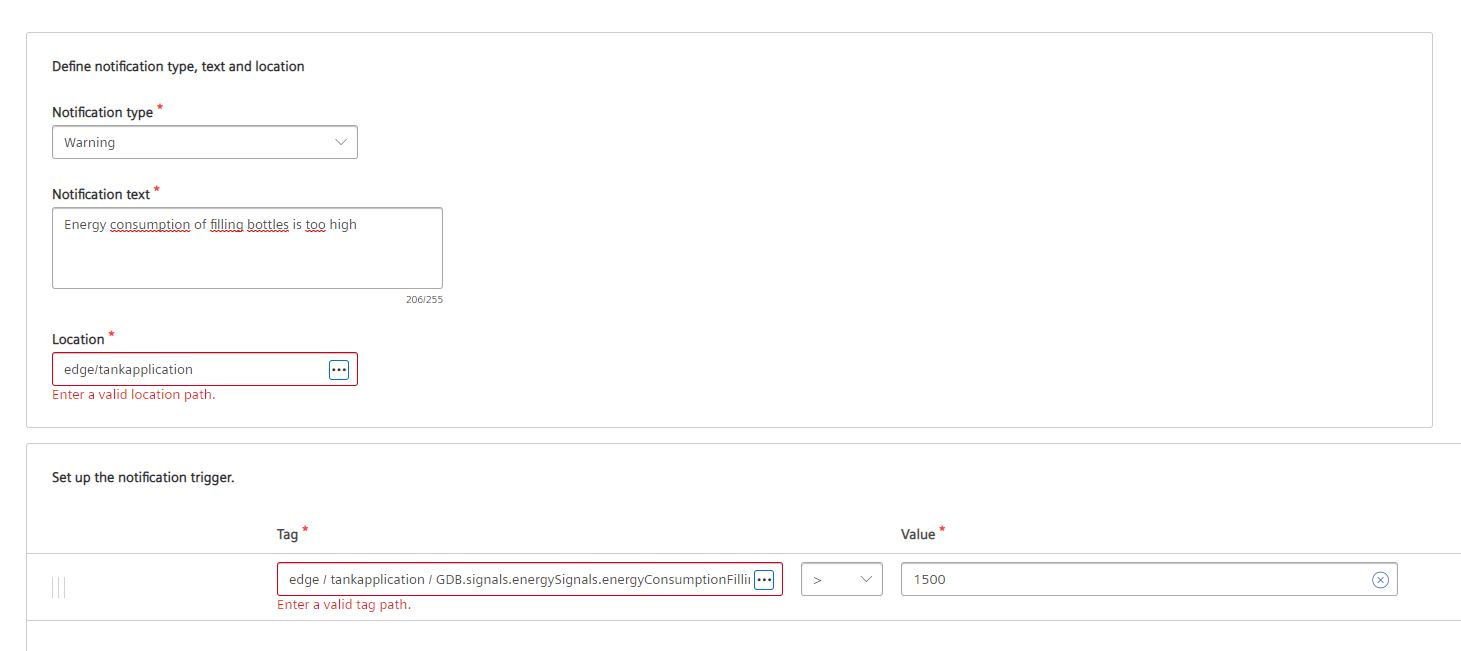 Define notification type, text and location
Notification type *
Warning
Notification text *
Energy consumption of filling bottles is too high
206/255
Location *
edge/tankapplication
Enter a valid location path.
Set up the notification trigger.
Tag * Value *
edge / tankapplication / GDB.signals.energySignals.energyConsumptionFilli > 1500
Enter a valid tag path.